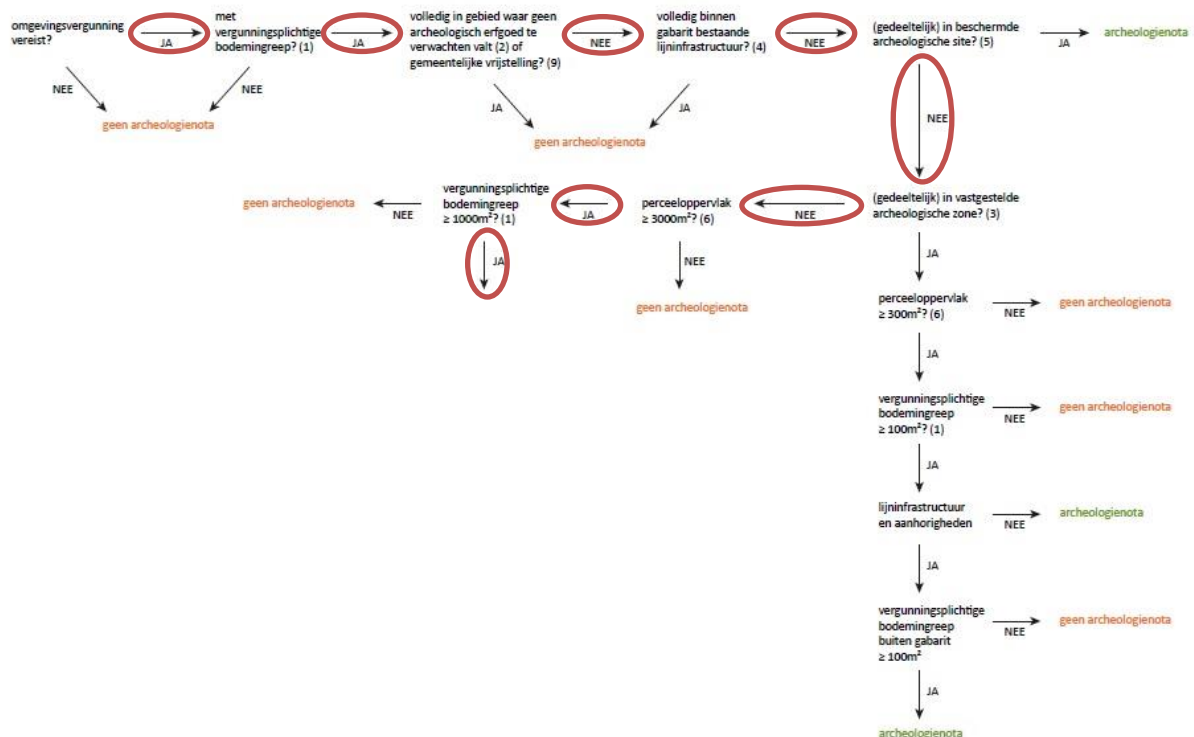 omgevingsvergunning
vereist?
JA
met
vergunningsplichtige
bodemingreep? (1)
JA
volledig in gebied waar geen
archeologisch erfgoed te
verwachten valt (2) of
gemeentelijke vrijstelling? (9)
NEE
volledig binnen
gabarit bestaande
lijninfrastructuur? (4)
NEE
(gedeeltelijk) in beschermde
archeologische site? (5)
JA
archeologienota
NEE
NEE
geen archeologienota
JA
JA
geen archeologienota
NEE
geen archeologienota
NEE
vergunningsplichtige
bodemingreep
≥ 1000m²? (1)
JA
perceeloppervlak
≥ 3000m²? (6)
NEE
(gedeeltelijk) in vastgestelde
archeologische zone? (3)
JA
NEE
geen archeologienota
JA
perceeloppervlak
≥ 300m²? (6)
NEE
geen archeologienota
JA
vergunningsplichtige
bodemingreep
≥ 100m²? (1)
NEE
geen archeologienota
JA
lijninfrastructuur
en aanhorigheden
NEE
archeologienota
JA
vergunningsplichtige
bodemingreep
buiten gabarit
≥ 100m²
NEE
geen archeologienota
JA
archeologienota